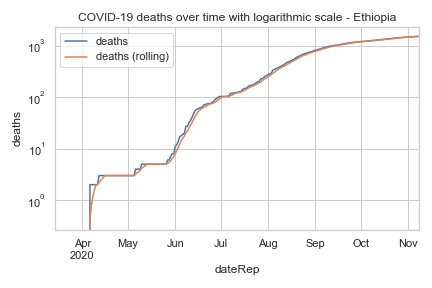 COVID-19 deaths over time with logarithmic scale - Ethiopia
deaths
deaths (rolling)
deaths
10³
10²
10¹
10⁰
Apr May Jun Jul Aug Sep Oct Nov
2020
dateRep